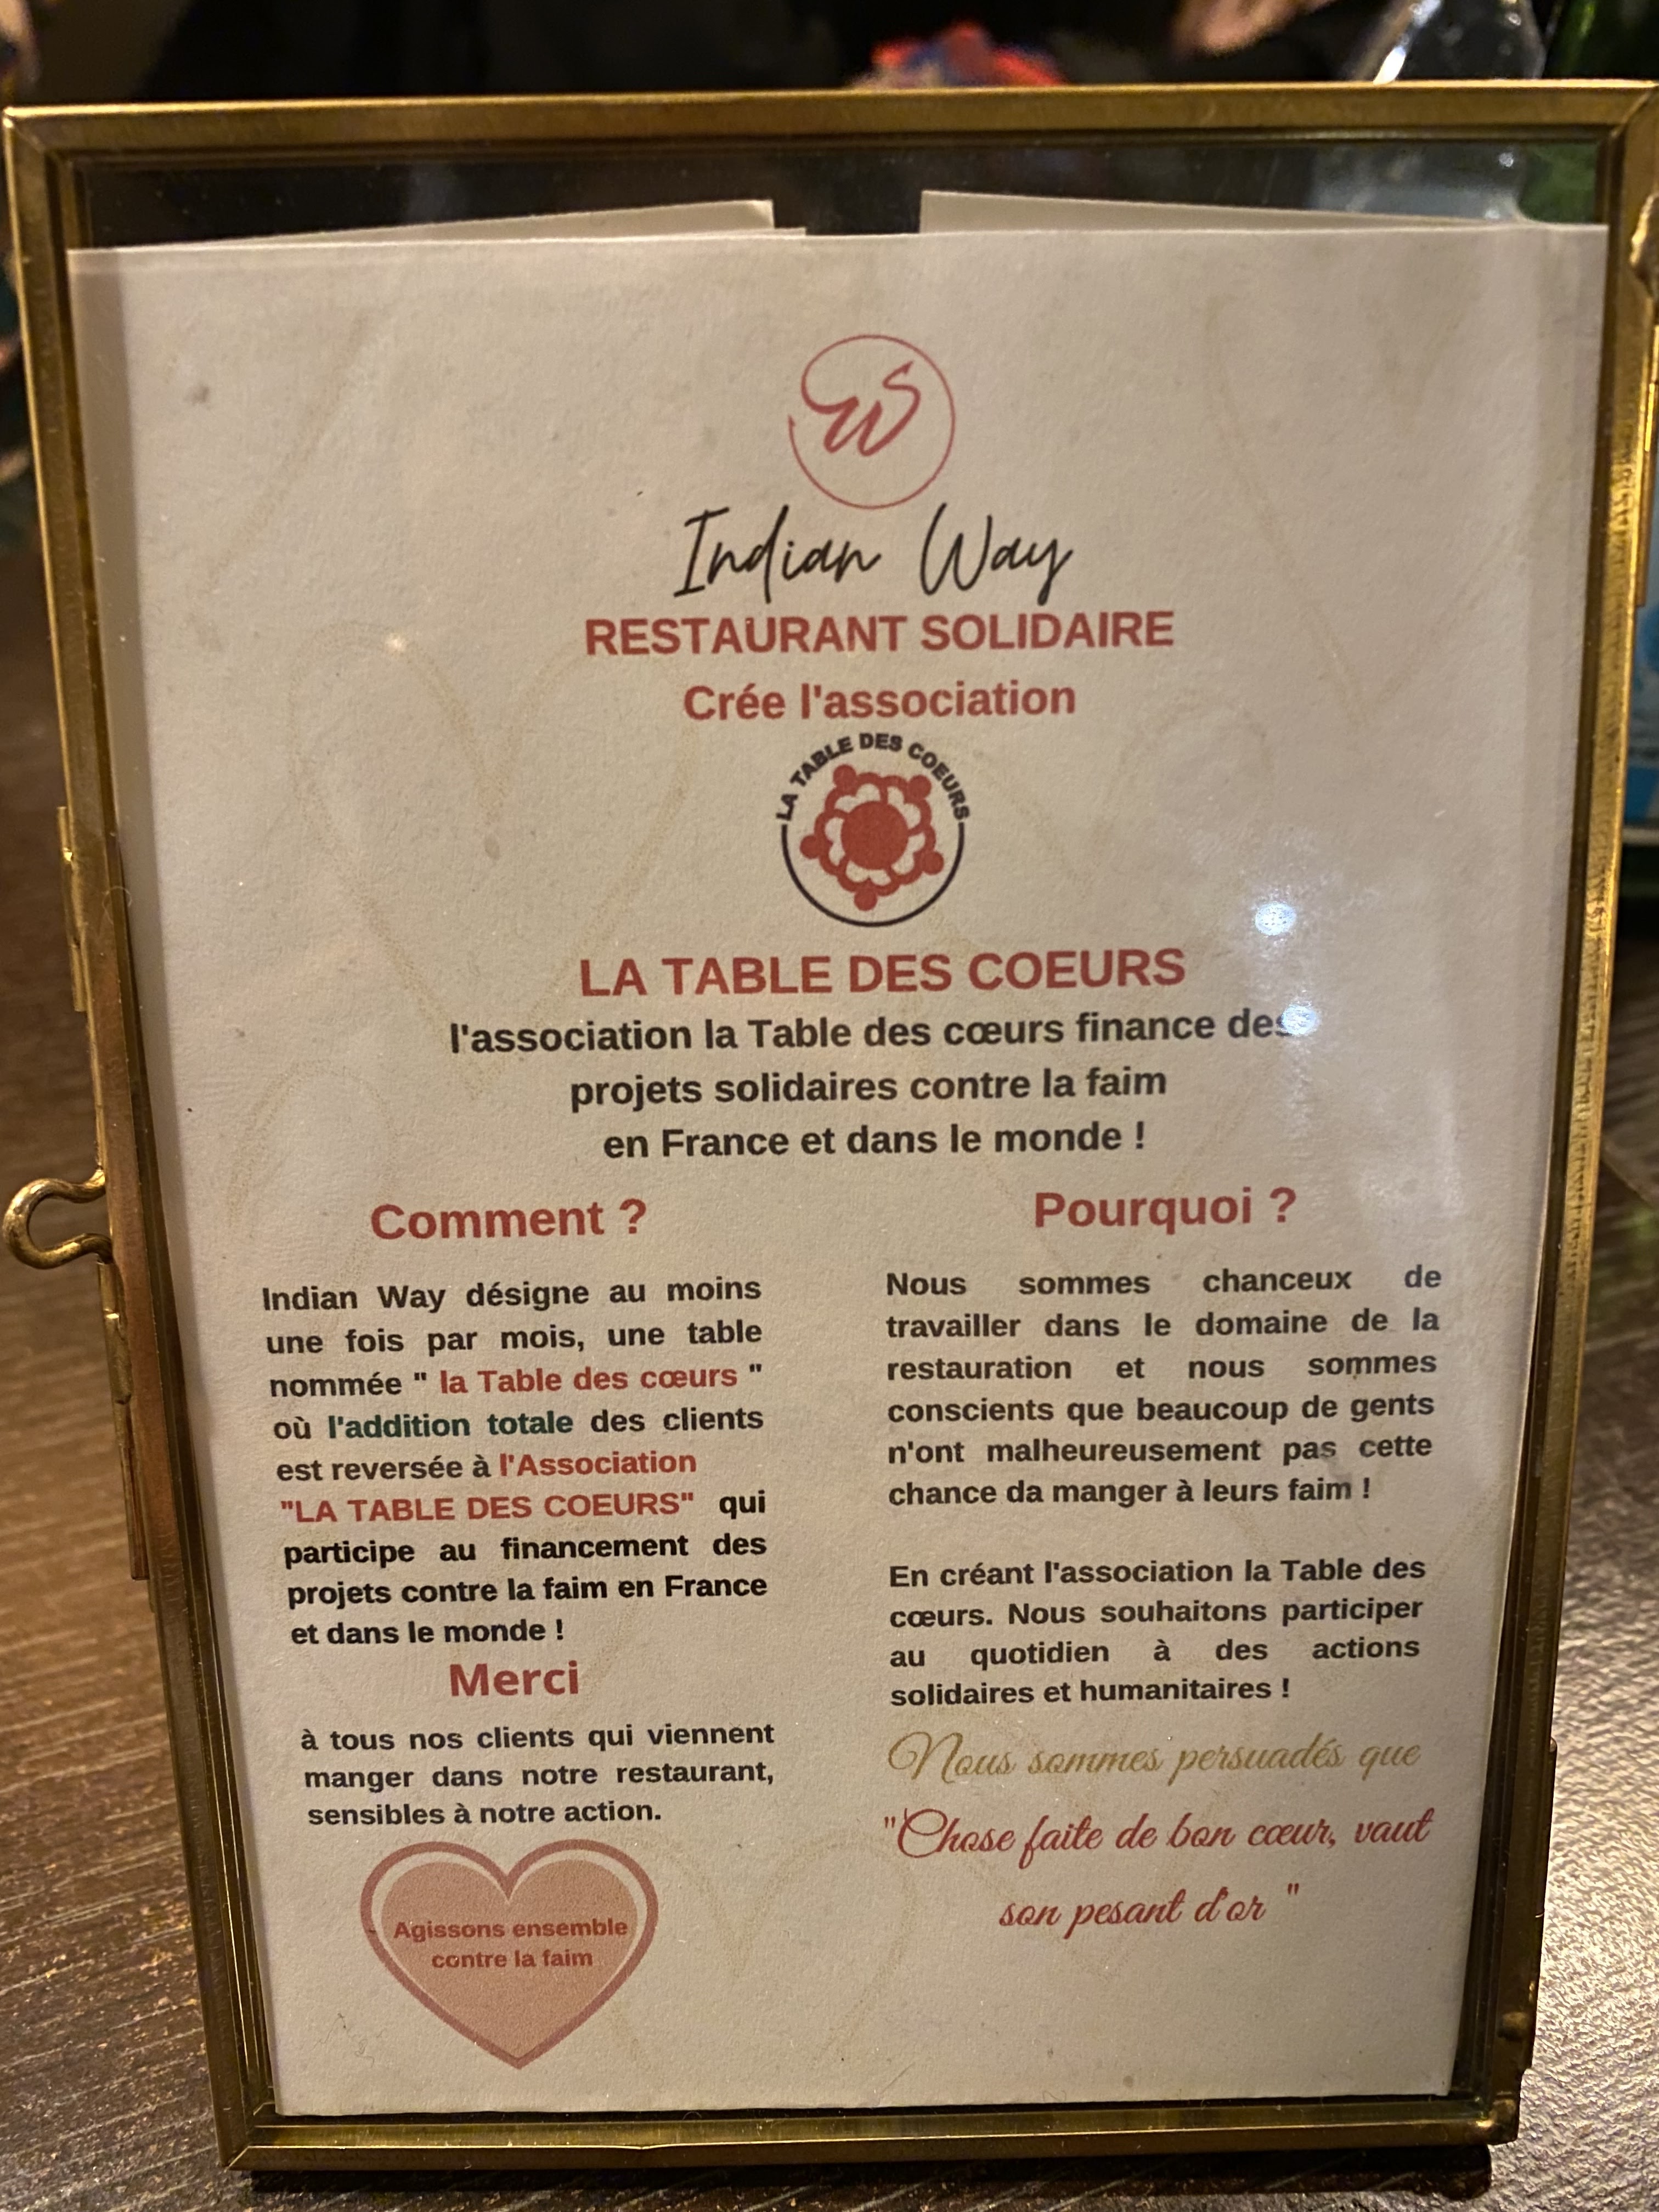 Indian Way
RESTAURANT SOLIDAIRE
Crée l'association
LA TABLE DES COEURS
LA TABLE DES COEURS
l'association la Table des cœurs finance des
projets solidaires contre la faim
en France et dans le monde !
Comment ?
Indian Way désigne au moins
une fois par mois, une table
nommée " la Table des cœurs "
où l'addition totale des clients
est reversée à l'Association
"LA TABLE DES COEURS" qui
participe au financement des
projets contre la faim en France
et dans le monde !
Merci
à tous nos clients qui viennent
manger dans notre restaurant,
sensibles à notre action.
Agissons ensemble
contre la faim
Pourquoi ?
Nous sommes chanceux de
travailler dans le domaine de la
restauration et nous sommes
conscients que beaucoup de gents
n'ont malheureusement pas cette
chance da manger à leurs faim !
En créant l'association la Table des
cœurs. Nous souhaitons participer
au quotidien à des actions
solidaires et humanitaires !
Nous sommes persuadés que
"Chose faite de bon cœur, vaut
son pesant d'or "